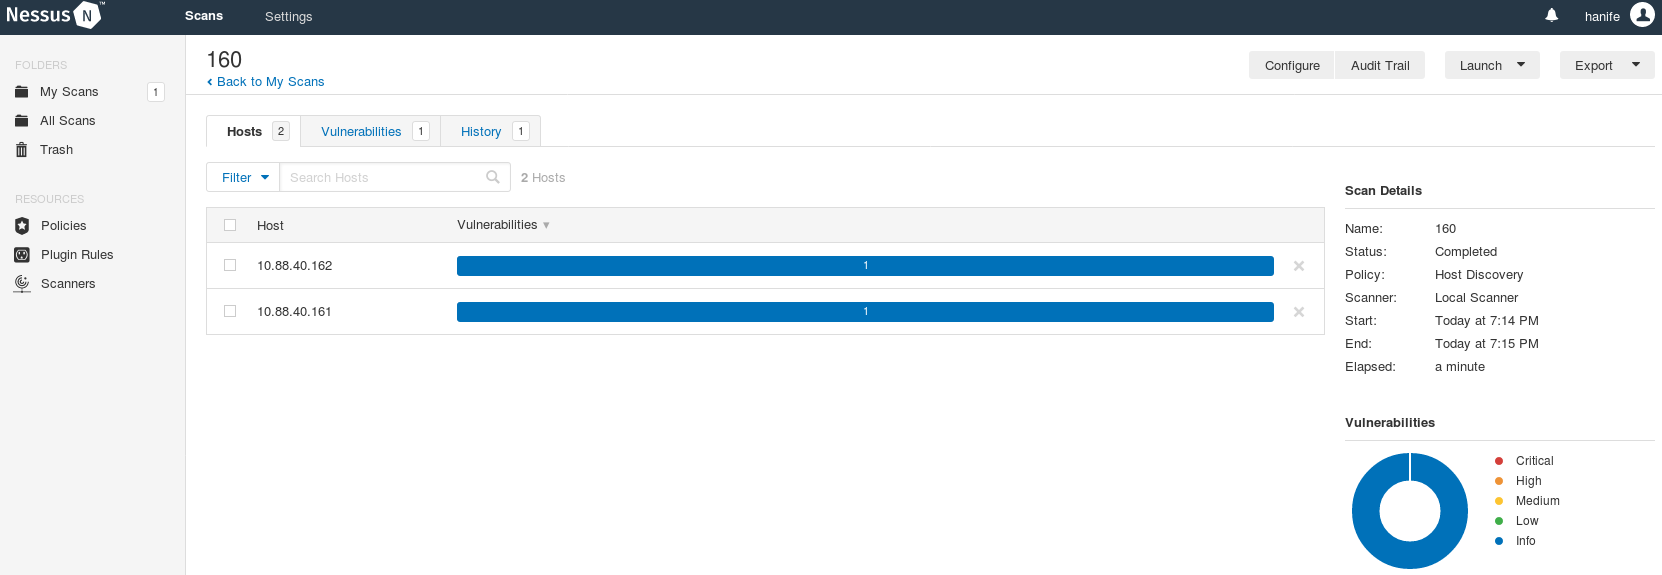 Nessus N ™ Scans Settings hanife
FOLDERS
My Scans 1
All Scans
Trash
RESOURCES
Policies
Plugin Rules
Scanners
160
Back to My Scans
Configure Audit Trail Launch Export
Hosts 2 Vulnerabilities 1 History 1
Filter Search Hosts 2 Hosts
Host Vulnerabilities
10.88.40.162 1
10.88.40.161 1
Scan Details
Name: 160
Status: Completed
Policy: Host Discovery
Scanner: Local Scanner
Start: Today at 7:14 PM
End: Today at 7:15 PM
Elapsed: a minute
Vulnerabilities
Critical
High
Medium
Low
Info